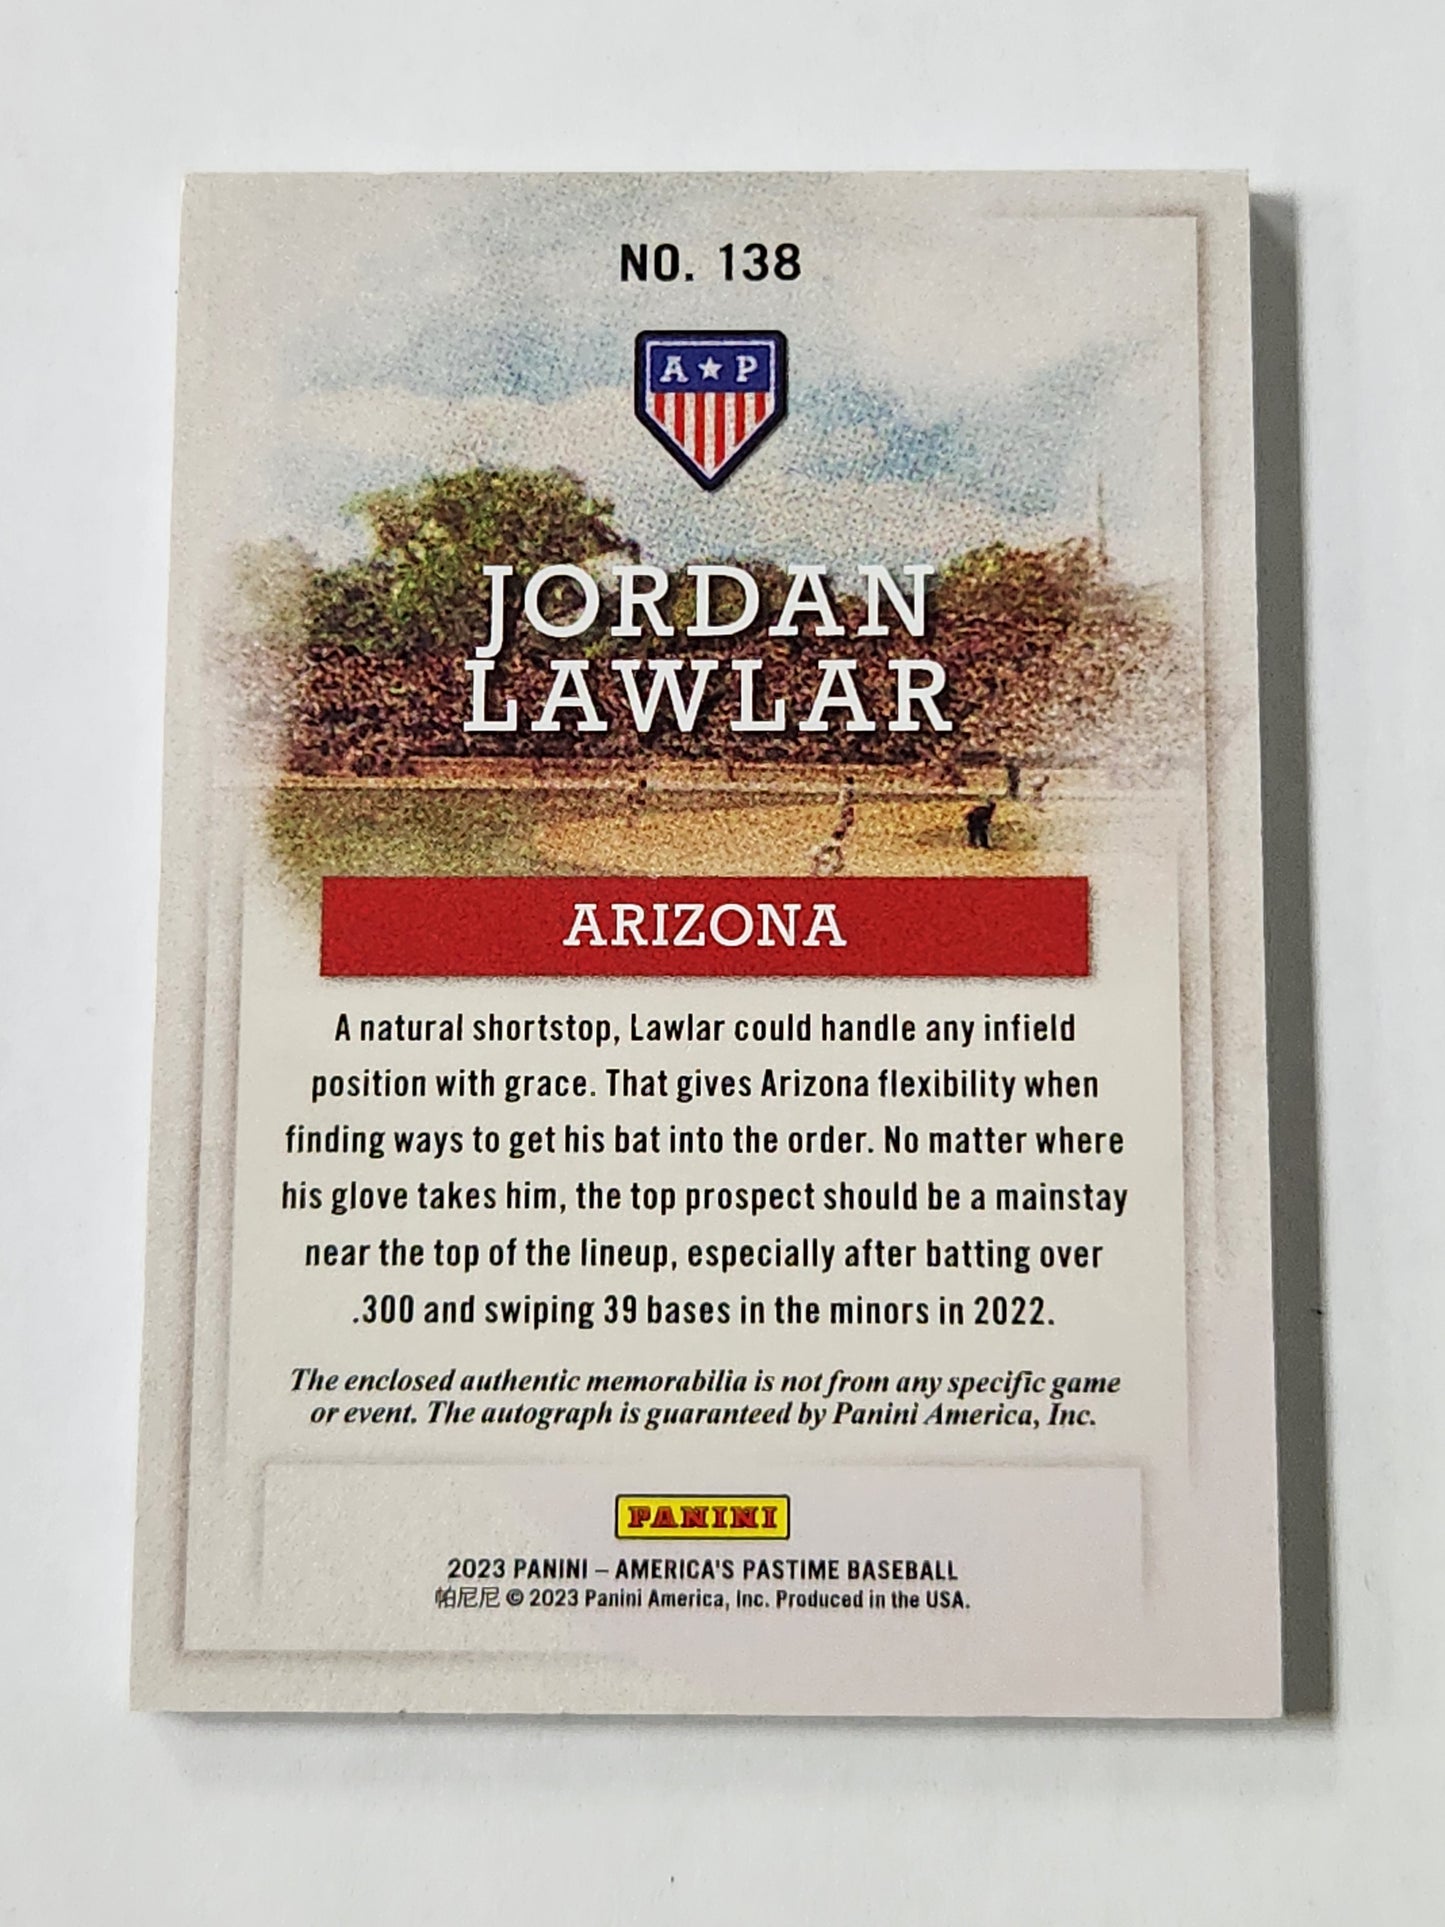 NO. 138
A ★ P
JORDAN
LAWLAR
ARIZONA
A natural shortstop, Lawlar could handle any infield
position with grace. That gives Arizona flexibility when
finding ways to get his bat into the order. No matter where
his glove takes him, the top prospect should be a mainstay
near the top of the lineup, especially after batting over
.300 and swiping 39 bases in the minors in 2022.
The enclosed authentic memorabilia is not from any specific game
or event. The autograph is guaranteed by Panini America, Inc.
PANINI
2023 PANINI – AMERICA'S PASTIME BASEBALL
帕尼尼 © 2023 Panini America, Inc. Produced in the USA.